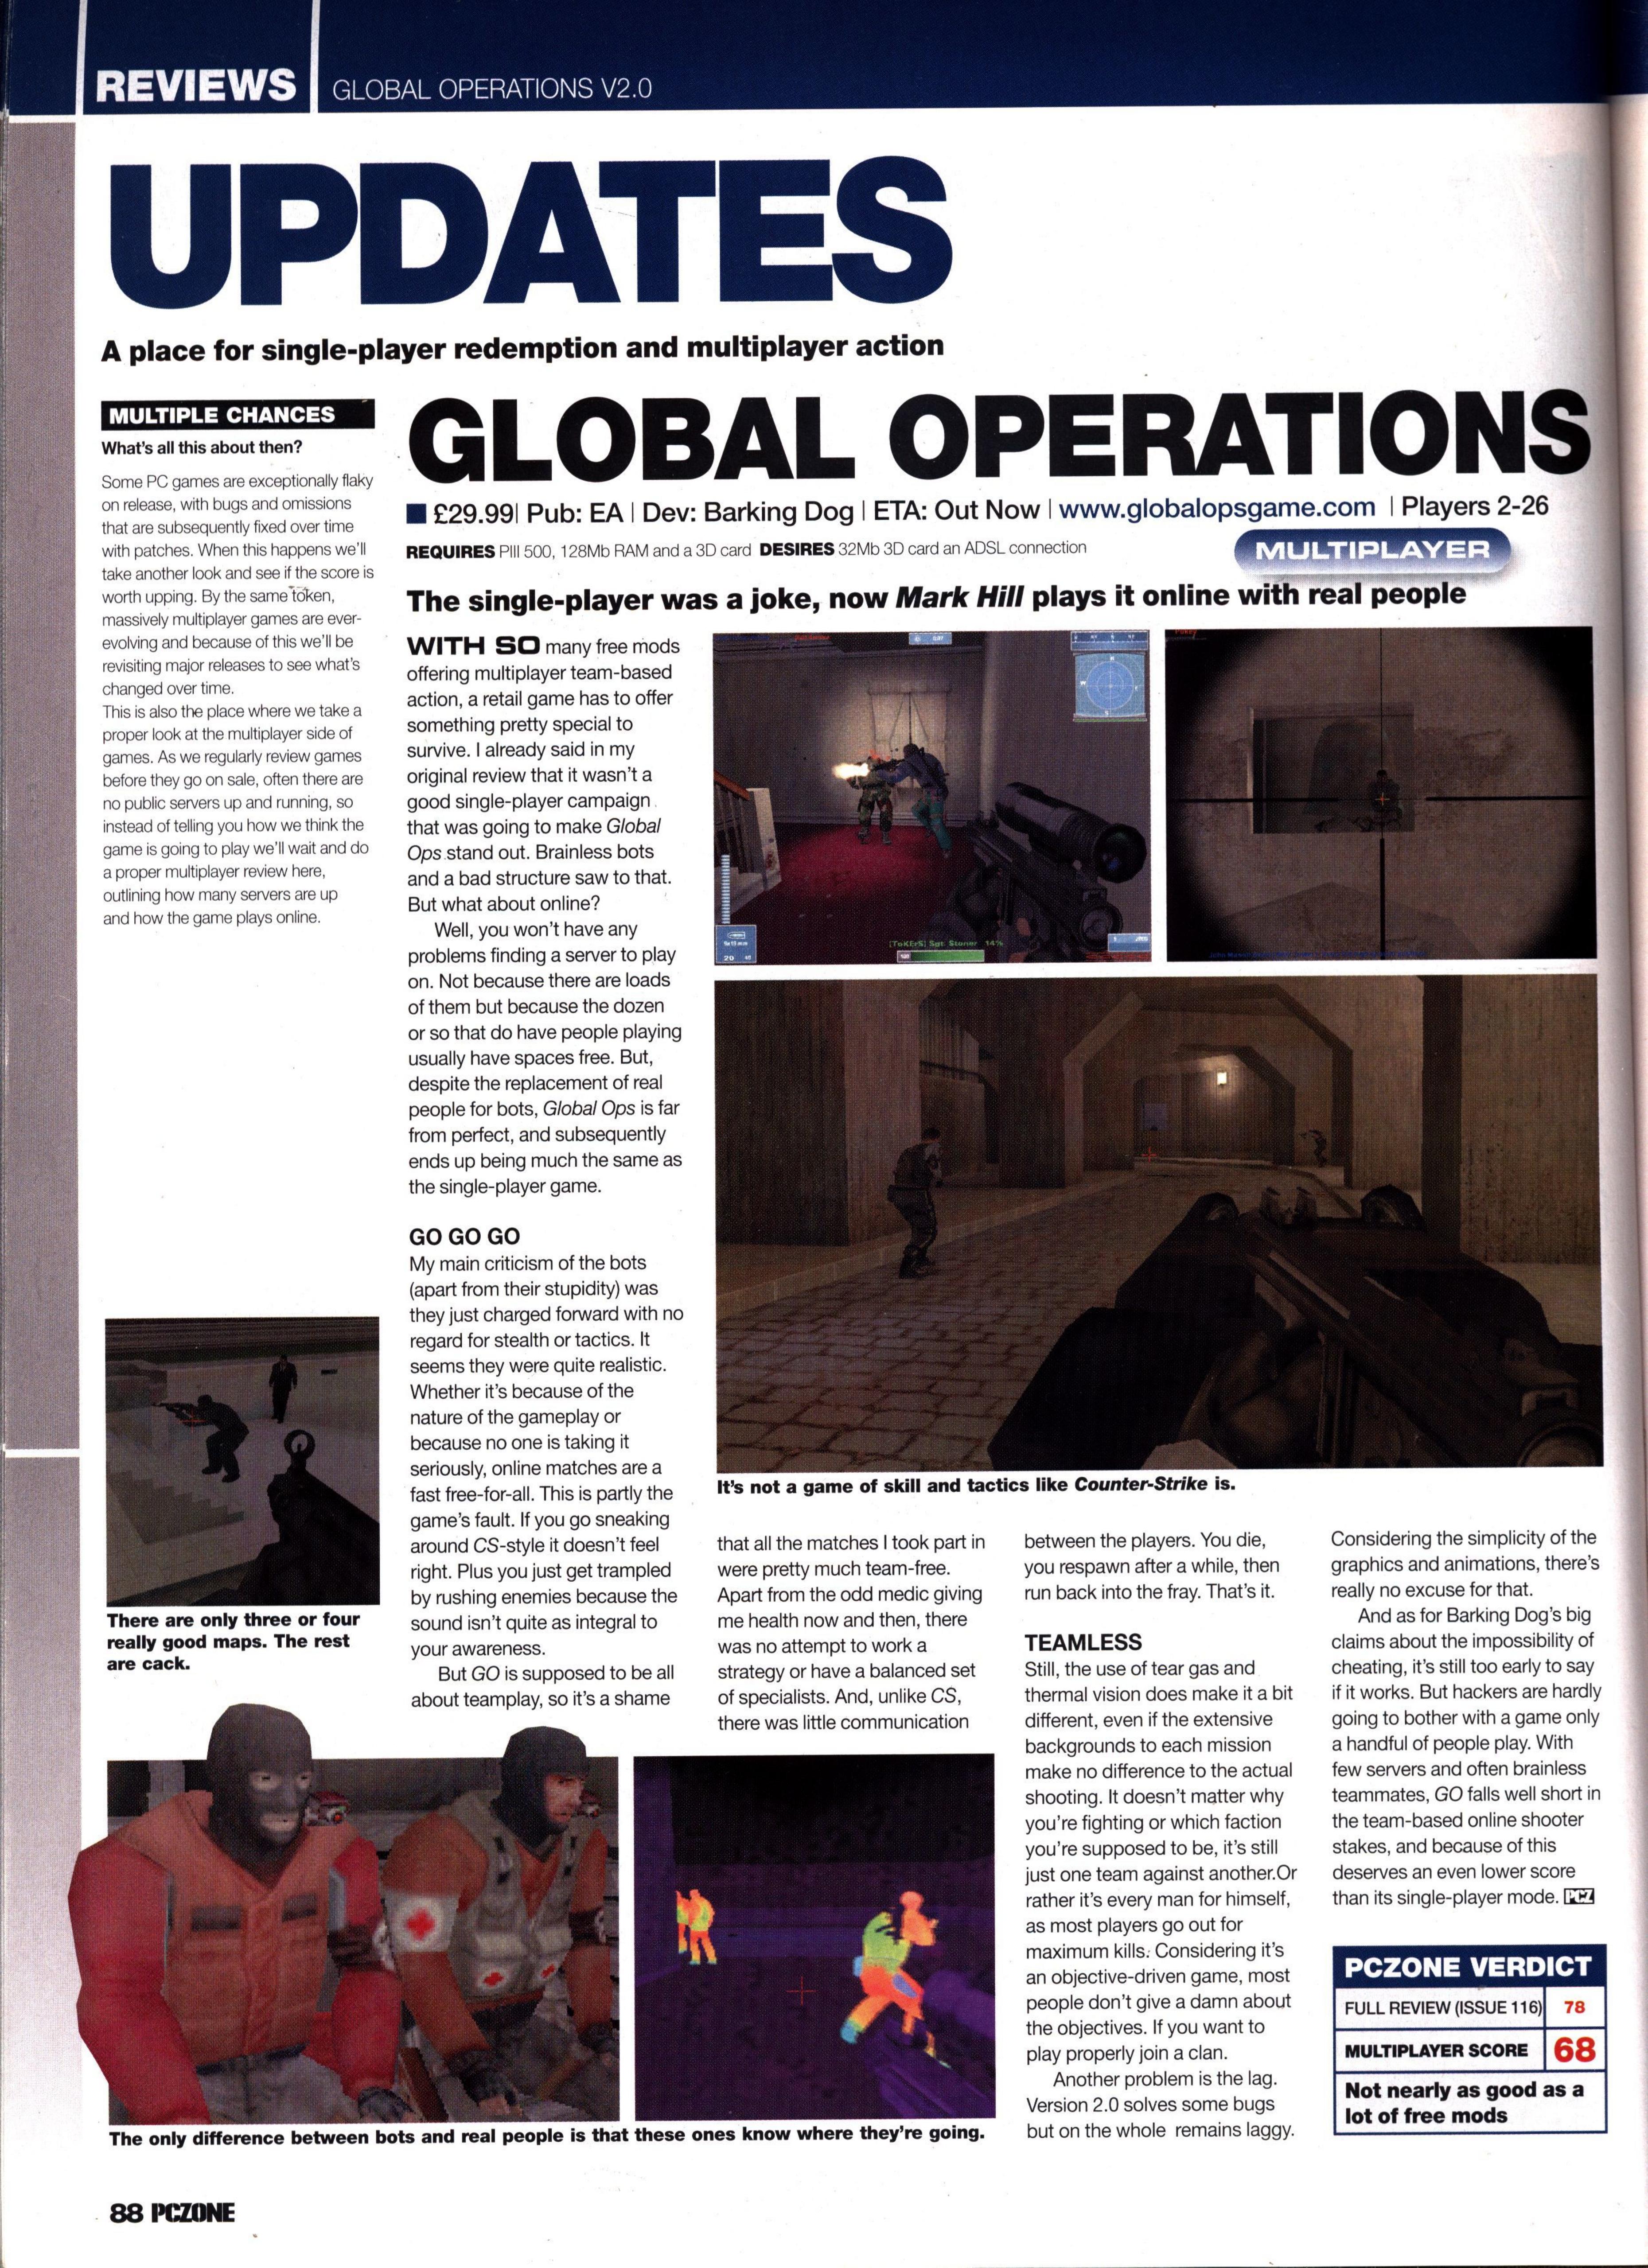 REVIEWS
GLOBAL OPERATIONS V2.0
UPDATES
A place for single-player redemption and multiplayer action
MULTIPLE CHANCES
What's all this about then?
Some PC games are exceptionally flaky
on release, with bugs and omissions
that are subsequently fixed over time
with patches. When this happens we'll
take another look and see if the score is
worth upping. By the same token,
massively multiplayer games are ever-
evolving and because of this we'll be
revisiting major releases to see what's
changed over time.
This is also the place where we take a
proper look at the multiplayer side of
games. As we regularly review games
before they go on sale, often there are
no public servers up and running, so
instead of telling you how we think the
game is going to play we'll wait and do
a proper multiplayer review here,
outlining how many servers are up
and how the game plays online.
There are only three or four
really good maps. The rest
are cack.
GLOBAL OPERATIONS
£29.99| Pub: EA | Dev: Barking Dog | ETA: Out Now | www.globalopsgame.com | Players 2-26
REQUIRES PIII 500, 128Mb RAM and a 3D card DESIRES 32Mb 3D card an ADSL connection
MULTIPLAYER
The single-player was a joke, now Mark Hill plays it online with real people
WITH SO many free mods
offering multiplayer team-based
action, a retail game has to offer
something pretty special to
survive. I already said in my
original review that it wasn't a
good single-player campaign
that was going to make Global
Ops stand out. Brainless bots
and a bad structure saw to that.
But what about online?
Well, you won't have any
problems finding a server to play
on. Not because there are loads
of them but because the dozen
or so that do have people playing
usually have spaces free. But,
despite the replacement of real
people for bots, Global Ops is far
from perfect, and subsequently
ends up being much the same as
the single-player game.
GO GO GO
My main criticism of the bots
(apart from their stupidity) was
they just charged forward with no
regard for stealth or tactics. It
seems they were quite realistic.
Whether it's because of the
nature of the gameplay or
because no one is taking it
seriously, online matches are a
fast free-for-all. This is partly the
game's fault. If you go sneaking
around CS-style it doesn't feel
right. Plus you just get trampled
by rushing enemies because the
sound isn't quite as integral to
your awareness.
But GO is supposed to be all
about teamplay, so it's a shame
[ToKErS] Sgt. Stoner 14%
It's not a game of skill and tactics like Counter-Strike is.
that all the matches I took part in
were pretty much team-free.
Apart from the odd medic giving
me health now and then, there
was no attempt to work a
strategy or have a balanced set
of specialists. And, unlike CS,
there was little communication
between the players. You die,
you respawn after a while, then
run back into the fray. That's it.
TEAMLESS
Still, the use of tear gas and
thermal vision does make it a bit
different, even if the extensive
backgrounds to each mission
make no difference to the actual
shooting. It doesn't matter why
you're fighting or which faction
you're supposed to be, it's still
just one team against another.Or
rather it's every man for himself,
as most players go out for
maximum kills. Considering it's
an objective-driven game, most
people don't give a damn about
the objectives. If you want to
play properly join a clan.
Another problem is the lag.
Version 2.0 solves some bugs
but on the whole remains laggy.
Considering the simplicity of the
graphics and animations, there's
really no excuse for that.
And as for Barking Dog's big
claims about the impossibility of
cheating, it's still too early to say
if it works. But hackers are hardly
going to bother with a game only
a handful of people play. With
few servers and often brainless
teammates, GO falls well short in
the team-based online shooter
stakes, and because of this
deserves an even lower score
than its single-player mode. PCZ
The only difference between bots and real people is that these ones know where they're going.
PCZONE VERDICT
FULL REVIEW (ISSUE 116) 78
MULTIPLAYER SCORE 68
Not nearly as good as a
lot of free mods
88 PCZONE